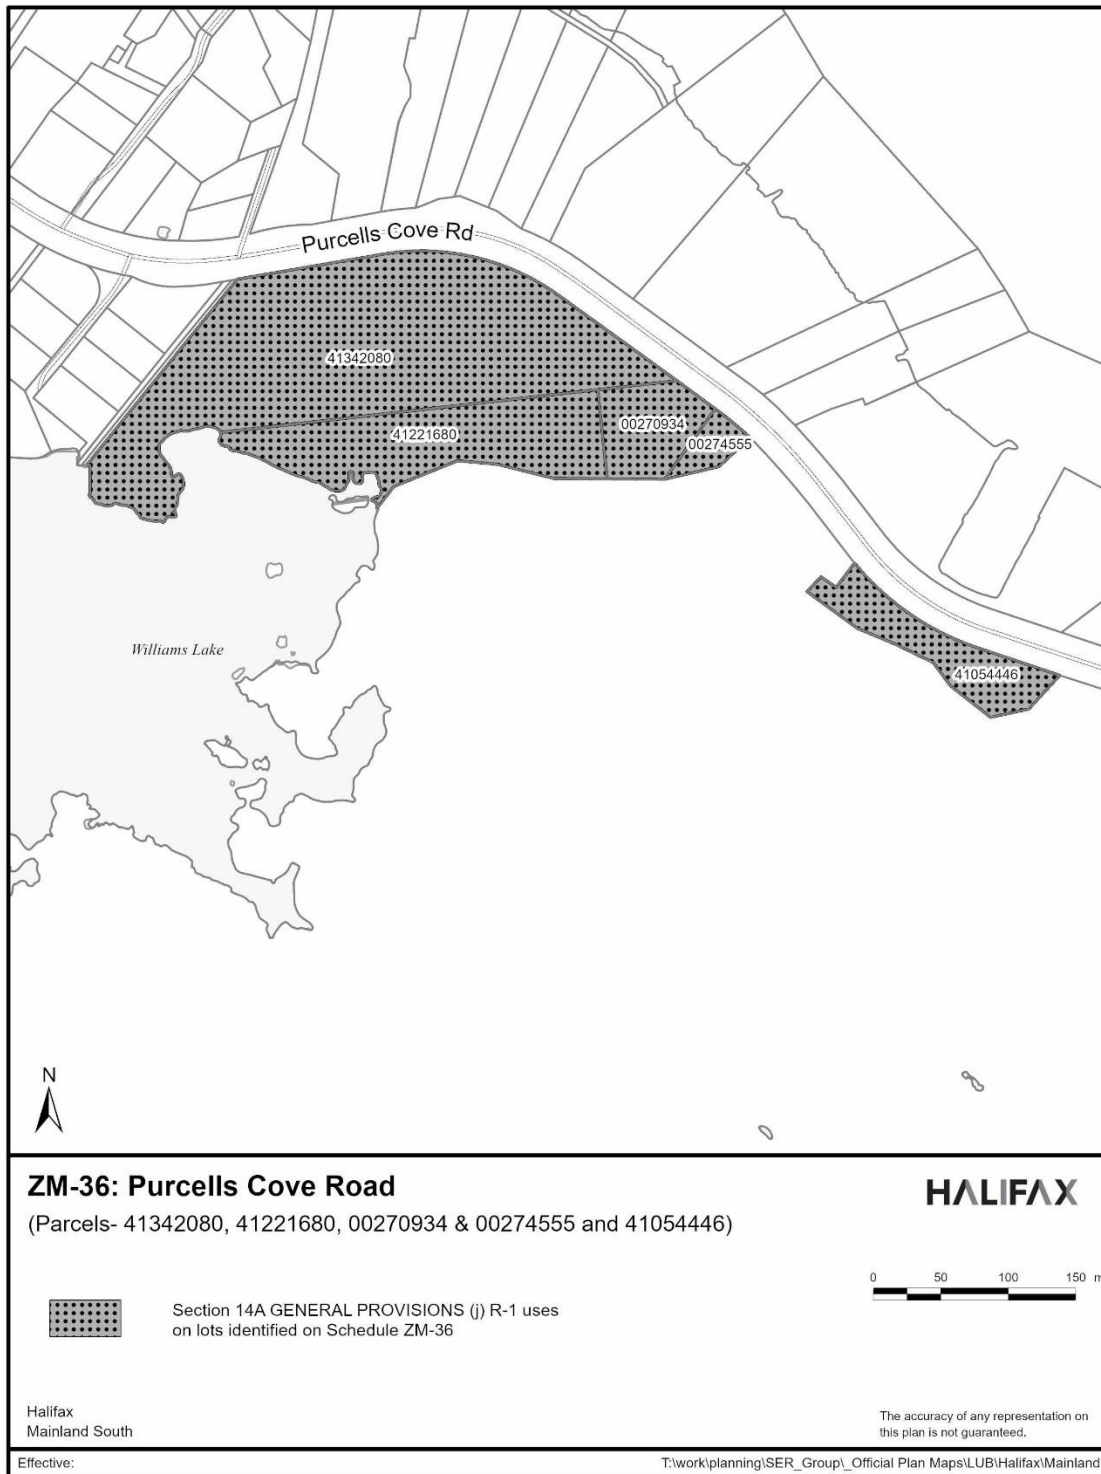 Purcells Cove Rd
41342080
41221680
00270934
00274555
Williams Lake
41054446
N
ZM-36: Purcells Cove Road
(Parcels- 41342080, 41221680, 00270934 & 00274555 and 41054446)
HALIFAX
0 50 100 150 m
Section 14A GENERAL PROVISIONS (j) R-1 uses
on lots identified on Schedule ZM-36
Halifax
Mainland South
The accuracy of any representation on
this plan is not guaranteed.
Effective:
T:\work\planning\SER_Group\_Official Plan Maps\LUB\Halifax\Mainland